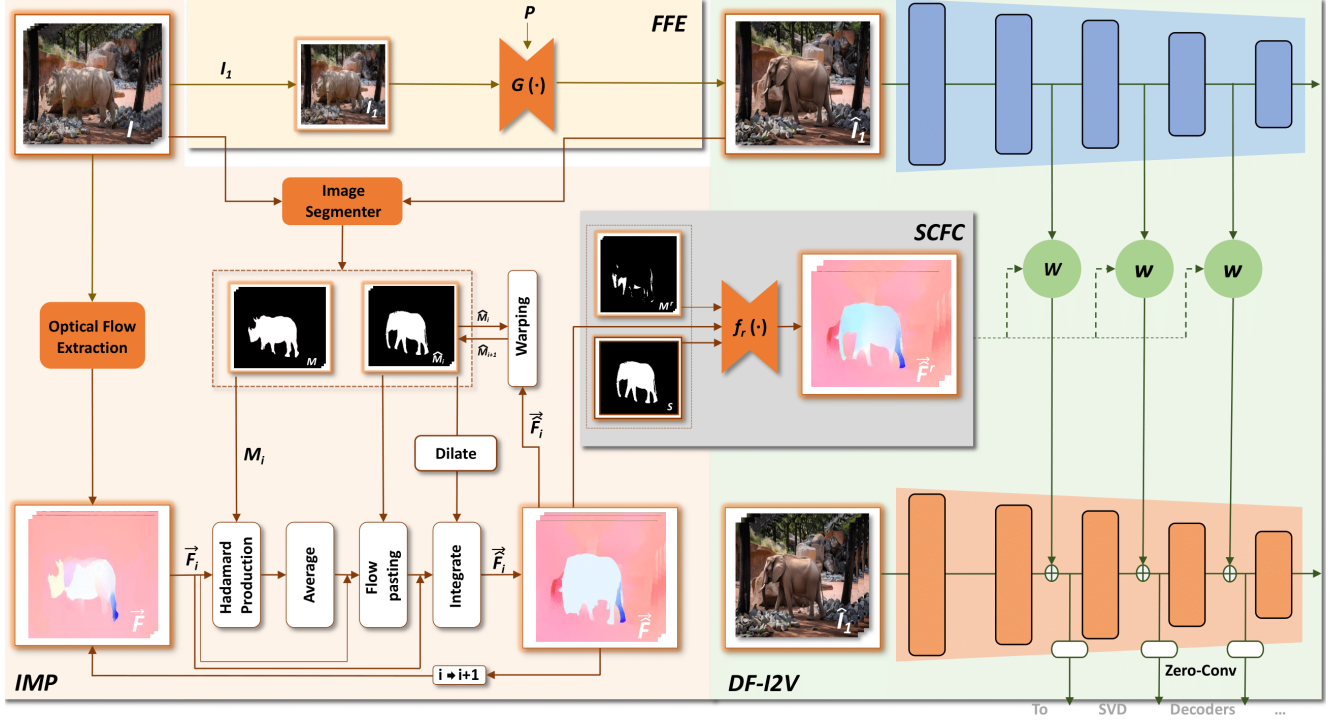 P
FFE
I₁
G (·)
I
I₁
Î₁
Image
Segmenter
SCFC
W
W
W
Optical Flow
Extraction
M
M̂ᵢ
M̂ᵢ
M̂ᵢ₊₁
Warping
Mʳ
S
fᵣ (·)
F̂⃗ʳ
Mᵢ
F̂⃗ᵢ
Dilate
F⃗
F⃗ᵢ
Hadamard
Production
Average
Flow
pasting
Integrate
F̂⃗ᵢ
F̂⃗
Î₁
i ➡ i+1
Zero-Conv
IMP
DF-I2V
To SVD Decoders ...